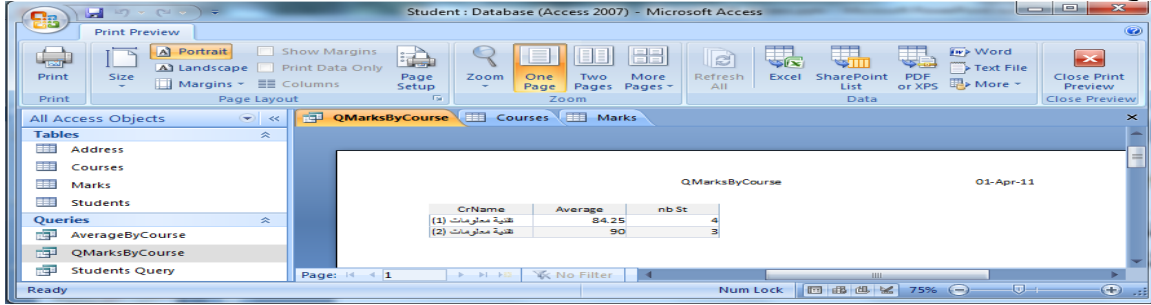 Student : Database (Access 2007) - Microsoft Access
Print Preview
Print
Size
Portrait
Landscape
Margins
Show Margins
Print Data Only
Columns
Page Setup
Zoom
One Page
Two Pages
More Pages
Refresh All
Excel
SharePoint List
PDF or XPS
Word
Text File
More
Close Print Preview
Print
Page Layout
Zoom
Data
Close Preview
All Access Objects
QMarksByCourse
Courses
Marks
Tables
Address
Courses
Marks
Students
Queries
AverageByCourse
QMarksByCourse
Students Query
QMarksByCourse
01-Apr-11
CrName Average nb St
تقنية معلومات (1) 84.25 4
تقنية معلومات (2) 90 3
Page: 1
No Filter
Ready
Num Lock
75%